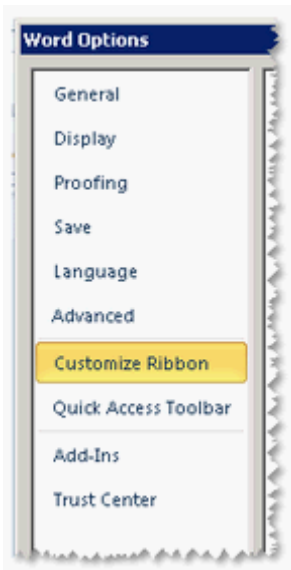 Word Options
General
Display
Proofing
Save
Language
Advanced
Customize Ribbon
Quick Access Toolbar
Add-Ins
Trust Center